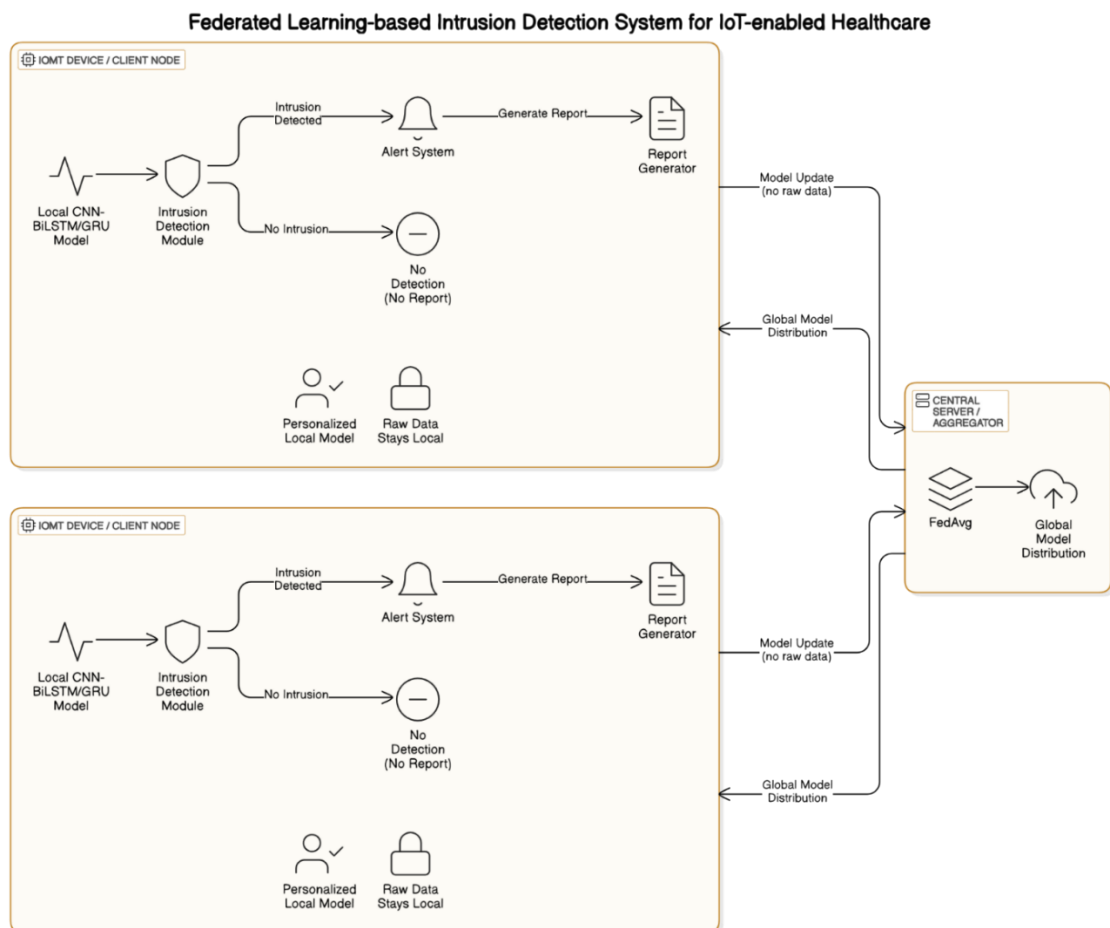 Federated Learning-based Intrusion Detection System for IoT-enabled Healthcare
IOMT DEVICE / CLIENT NODE
Intrusion
Detected
Alert System
Generate Report
Report
Generator
Local CNN-
BiLSTM/GRU
Model
Intrusion
Detection
Module
No Intrusion
No
Detection
(No Report)
Personalized
Local Model
Raw Data
Stays Local
Model Update
(no raw data)
Global Model
Distribution
CENTRAL
SERVER /
AGGREGATOR
FedAvg
Global
Model
Distribution
IOMT DEVICE / CLIENT NODE
Intrusion
Detected
Alert System
Generate Report
Report
Generator
Local CNN-
BiLSTM/GRU
Model
Intrusion
Detection
Module
No Intrusion
No
Detection
(No Report)
Personalized
Local Model
Raw Data
Stays Local
Model Update
(no raw data)
Global Model
Distribution